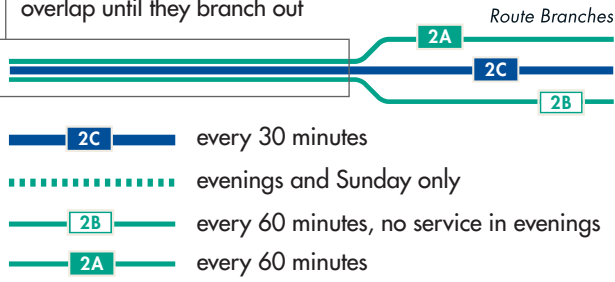 overlap until they branch out
Route Branches
2A
2C
2B
2C every 30 minutes
evenings and Sunday only
2B every 60 minutes, no service in evenings
2A every 60 minutes